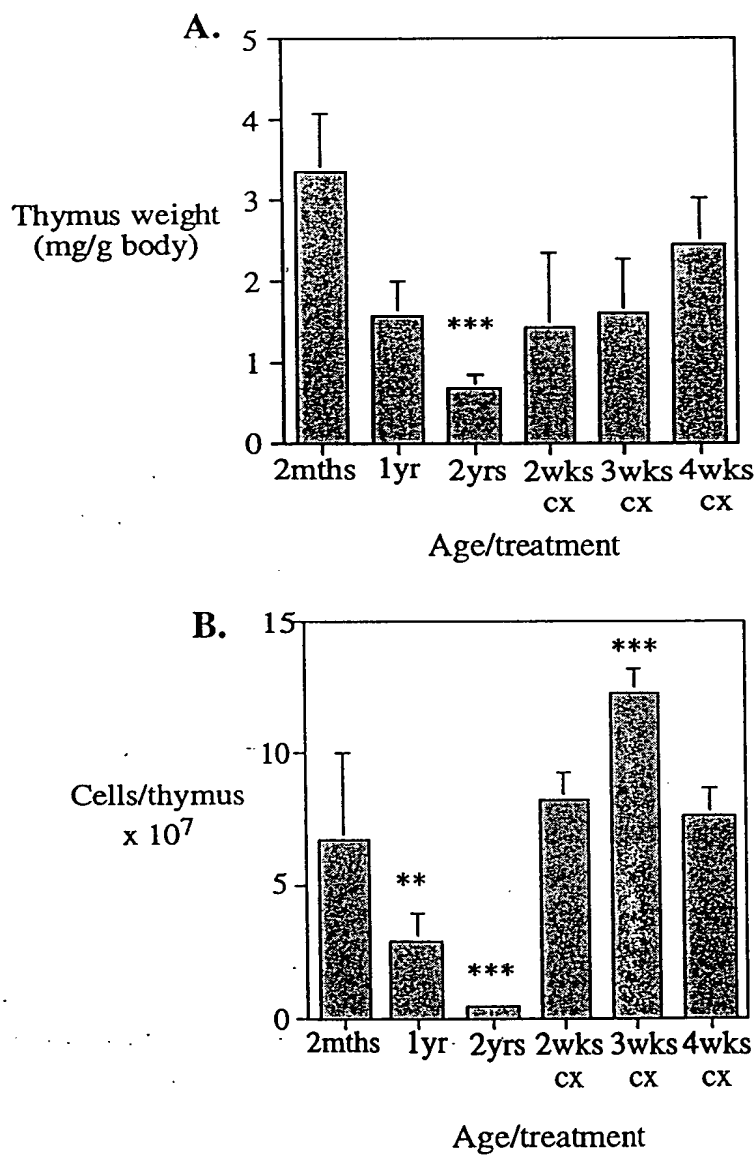 A.
5
4
3
2
1
0
Thymus weight
(mg/g body)
***
2mths 1yr 2yrs 2wks 3wks 4wks
cx cx cx
Age/treatment
B.
15
10
5
0
Cells/thymus
x 10⁷
**
***
***
2mths 1yr 2yrs 2wks 3wks 4wks
cx cx cx
Age/treatment